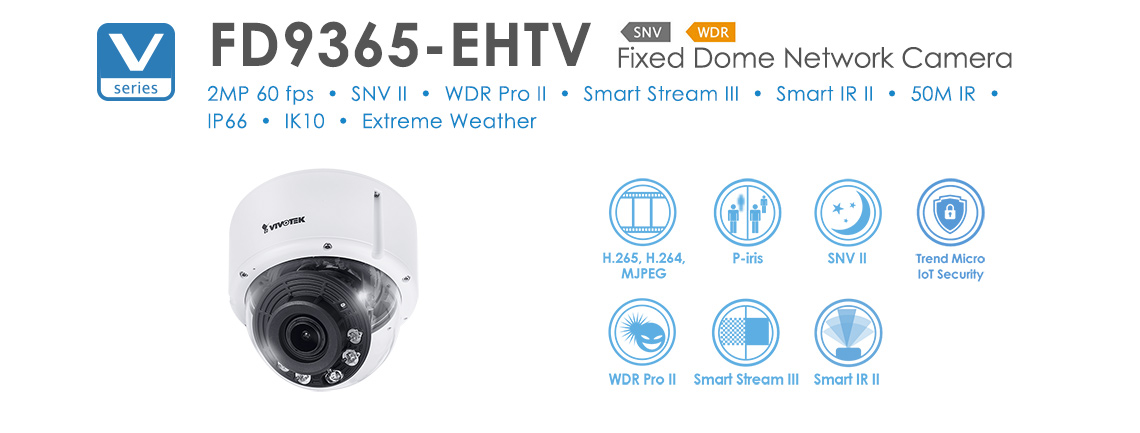 V
series
FD9365-EHTV
SNV
WDR
Fixed Dome Network Camera
2MP 60 fps • SNV II • WDR Pro II • Smart Stream III • Smart IR II • 50M IR •
IP66 • IK10 • Extreme Weather
VIVOTEK
H.265, H.264,
MJPEG
P-iris
SNV II
Trend Micro
IoT Security
WDR Pro II
Smart Stream III
Smart IR II